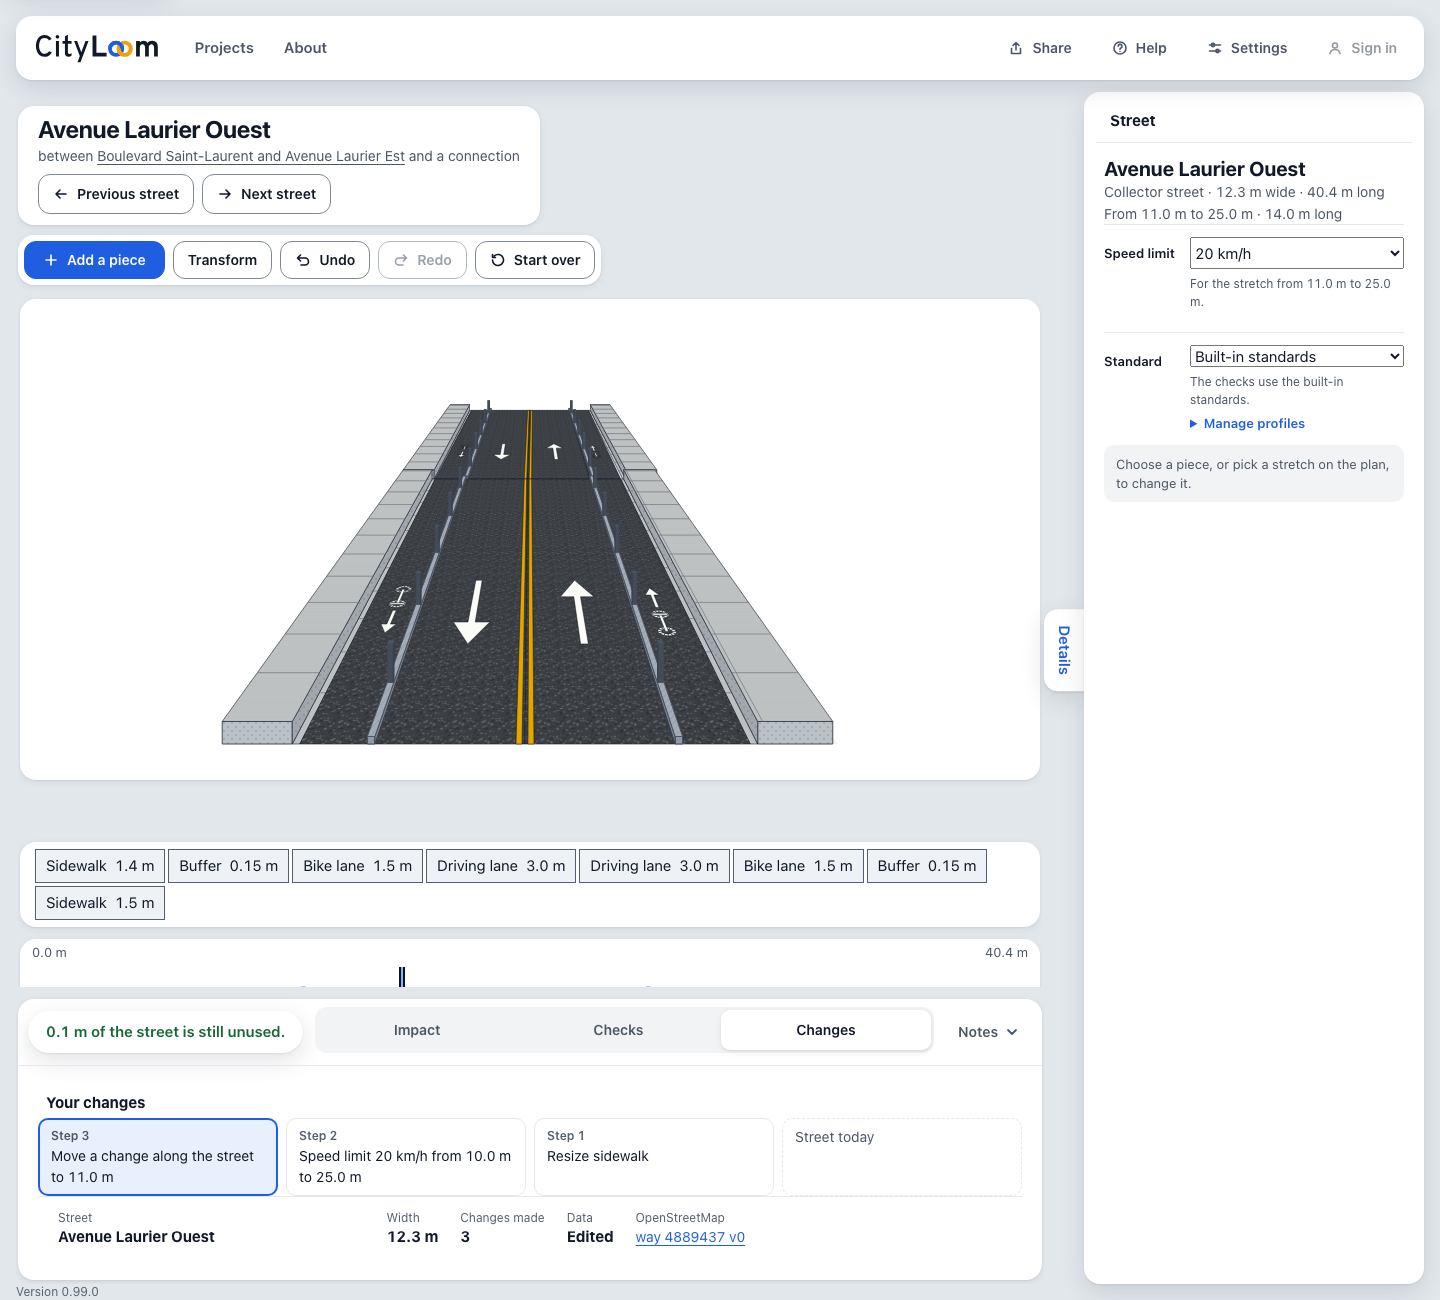 CityLoom
Projects
About
Share
Help
Settings
Sign in
Avenue Laurier Ouest
between Boulevard Saint-Laurent and Avenue Laurier Est and a connection
Previous street
Next street
Add a piece
Transform
Undo
Redo
Start over
Sidewalk 1.4 m
Buffer 0.15 m
Bike lane 1.5 m
Driving lane 3.0 m
Driving lane 3.0 m
Bike lane 1.5 m
Buffer 0.15 m
Sidewalk 1.5 m
0.0 m
40.4 m
0.1 m of the street is still unused.
Impact
Checks
Changes
Notes
Your changes
Step 3
Move a change along the street
to 11.0 m
Step 2
Speed limit 20 km/h from 10.0 m
to 25.0 m
Step 1
Resize sidewalk
Street today
Street
Avenue Laurier Ouest
Width
12.3 m
Changes made
3
Data
Edited
OpenStreetMap
way 4889437 v0
Version 0.99.0
Details
Street
Avenue Laurier Ouest
Collector street · 12.3 m wide · 40.4 m long
From 11.0 m to 25.0 m · 14.0 m long
Speed limit
20 km/h
For the stretch from 11.0 m to 25.0
m.
Standard
Built-in standards
The checks use the built-in
standards.
Manage profiles
Choose a piece, or pick a stretch on the plan,
to change it.